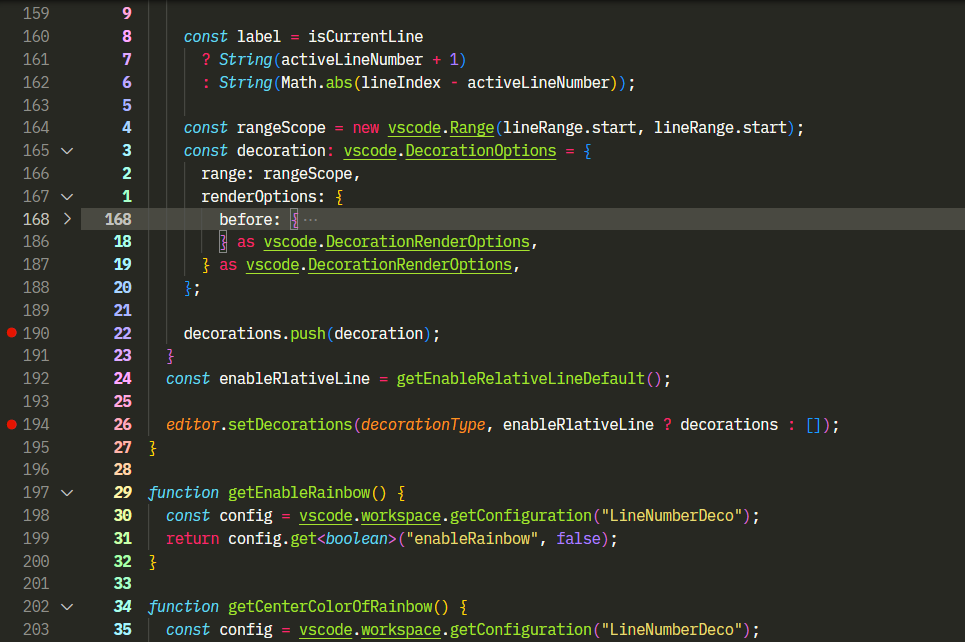 159 9
160 8 const label = isCurrentLine
161 7 ? String(activeLineNumber + 1)
162 6 : String(Math.abs(lineIndex - activeLineNumber));
163 5
164 4 const rangeScope = new vscode.Range(lineRange.start, lineRange.start);
165 3 const decoration: vscode.DecorationOptions = {
166 2 range: rangeScope,
167 1 renderOptions: {
168 168 before: { ···
186 18 } as vscode.DecorationRenderOptions,
187 19 } as vscode.DecorationRenderOptions,
188 20 };
189 21
190 22 decorations.push(decoration);
191 23 }
192 24 const enableRlativeLine = getEnableRelativeLineDefault();
193 25
194 26 editor.setDecorations(decorationType, enableRlativeLine ? decorations : []);
195 27 }
196 28
197 29 function getEnableRainbow() {
198 30 const config = vscode.workspace.getConfiguration("LineNumberDeco");
199 31 return config.get<boolean>("enableRainbow", false);
200 32 }
201 33
202 34 function getCenterColorOfRainbow() {
203 35 const config = vscode.workspace.getConfiguration("LineNumberDeco");